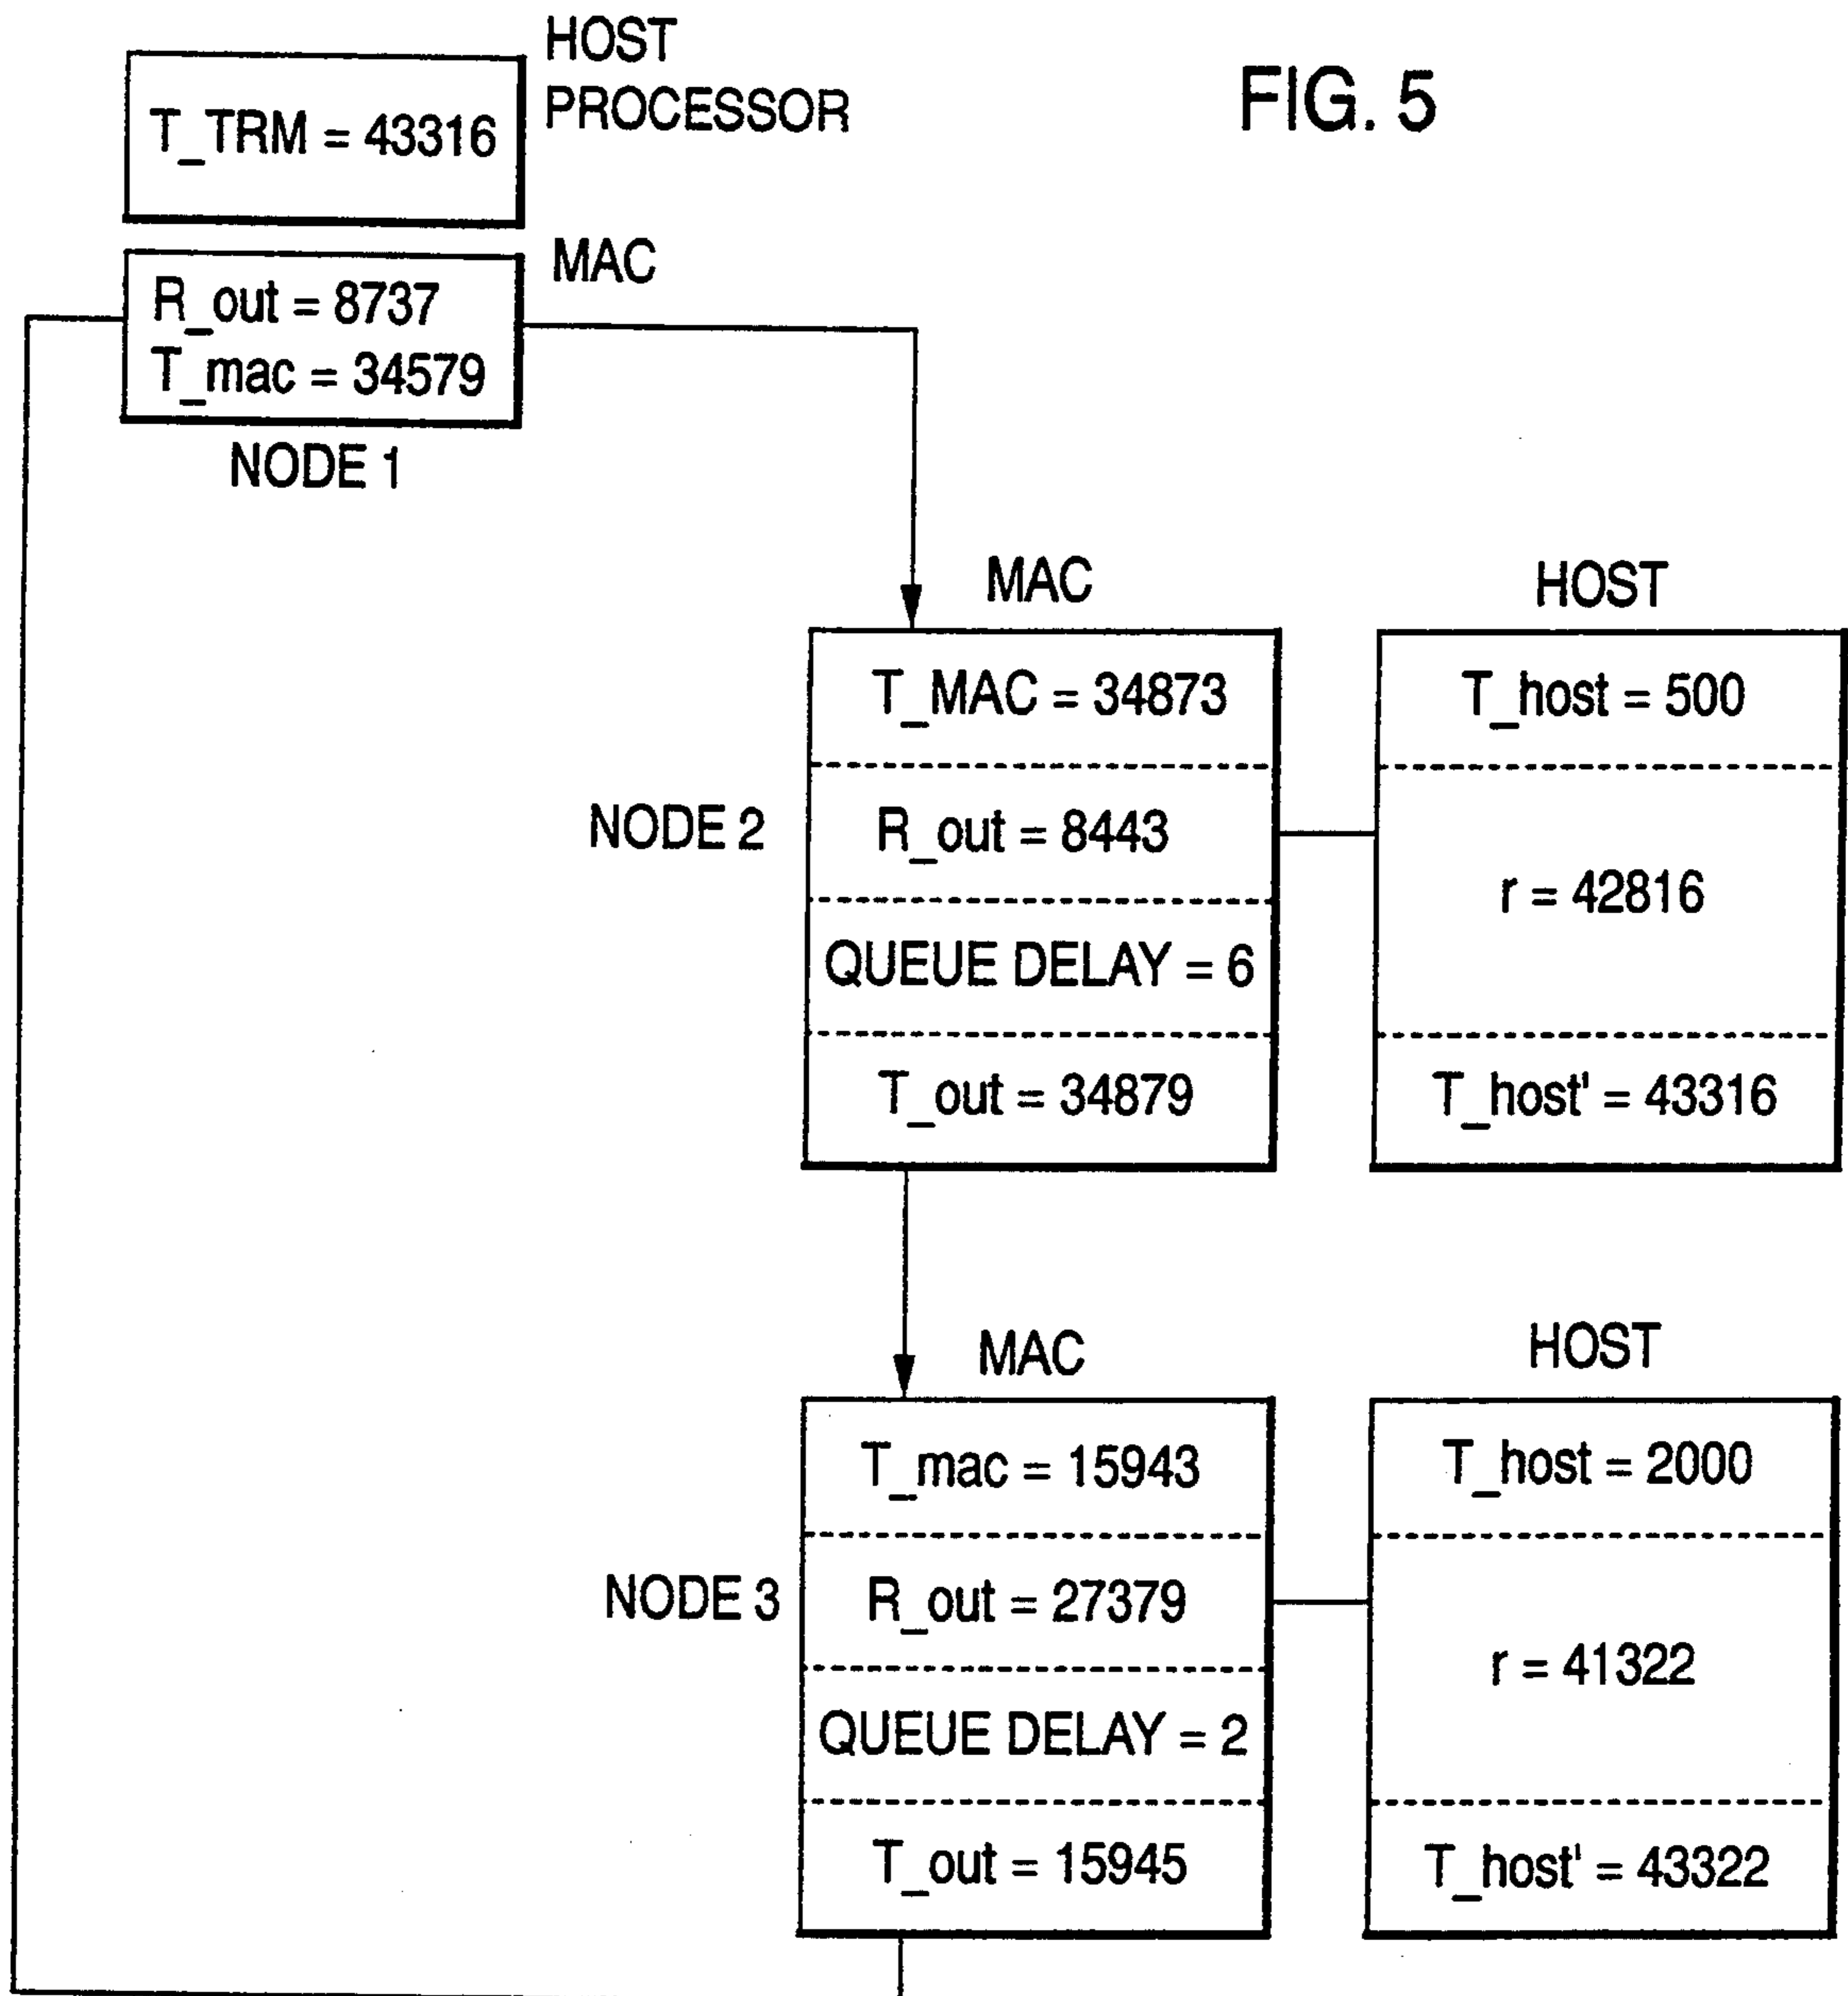 HOST
PROCESSOR
FIG. 5
T_TRM = 43316
MAC
R_out = 8737
T_mac = 34579
NODE 1
MAC
HOST
T_MAC = 34873
T_host = 500
NODE 2
R_out = 8443
r = 42816
QUEUE DELAY = 6
T_out = 34879
T_host' = 43316
MAC
HOST
T_mac = 15943
T_host = 2000
NODE 3
R_out = 27379
r = 41322
QUEUE DELAY = 2
T_out = 15945
T_host' = 43322